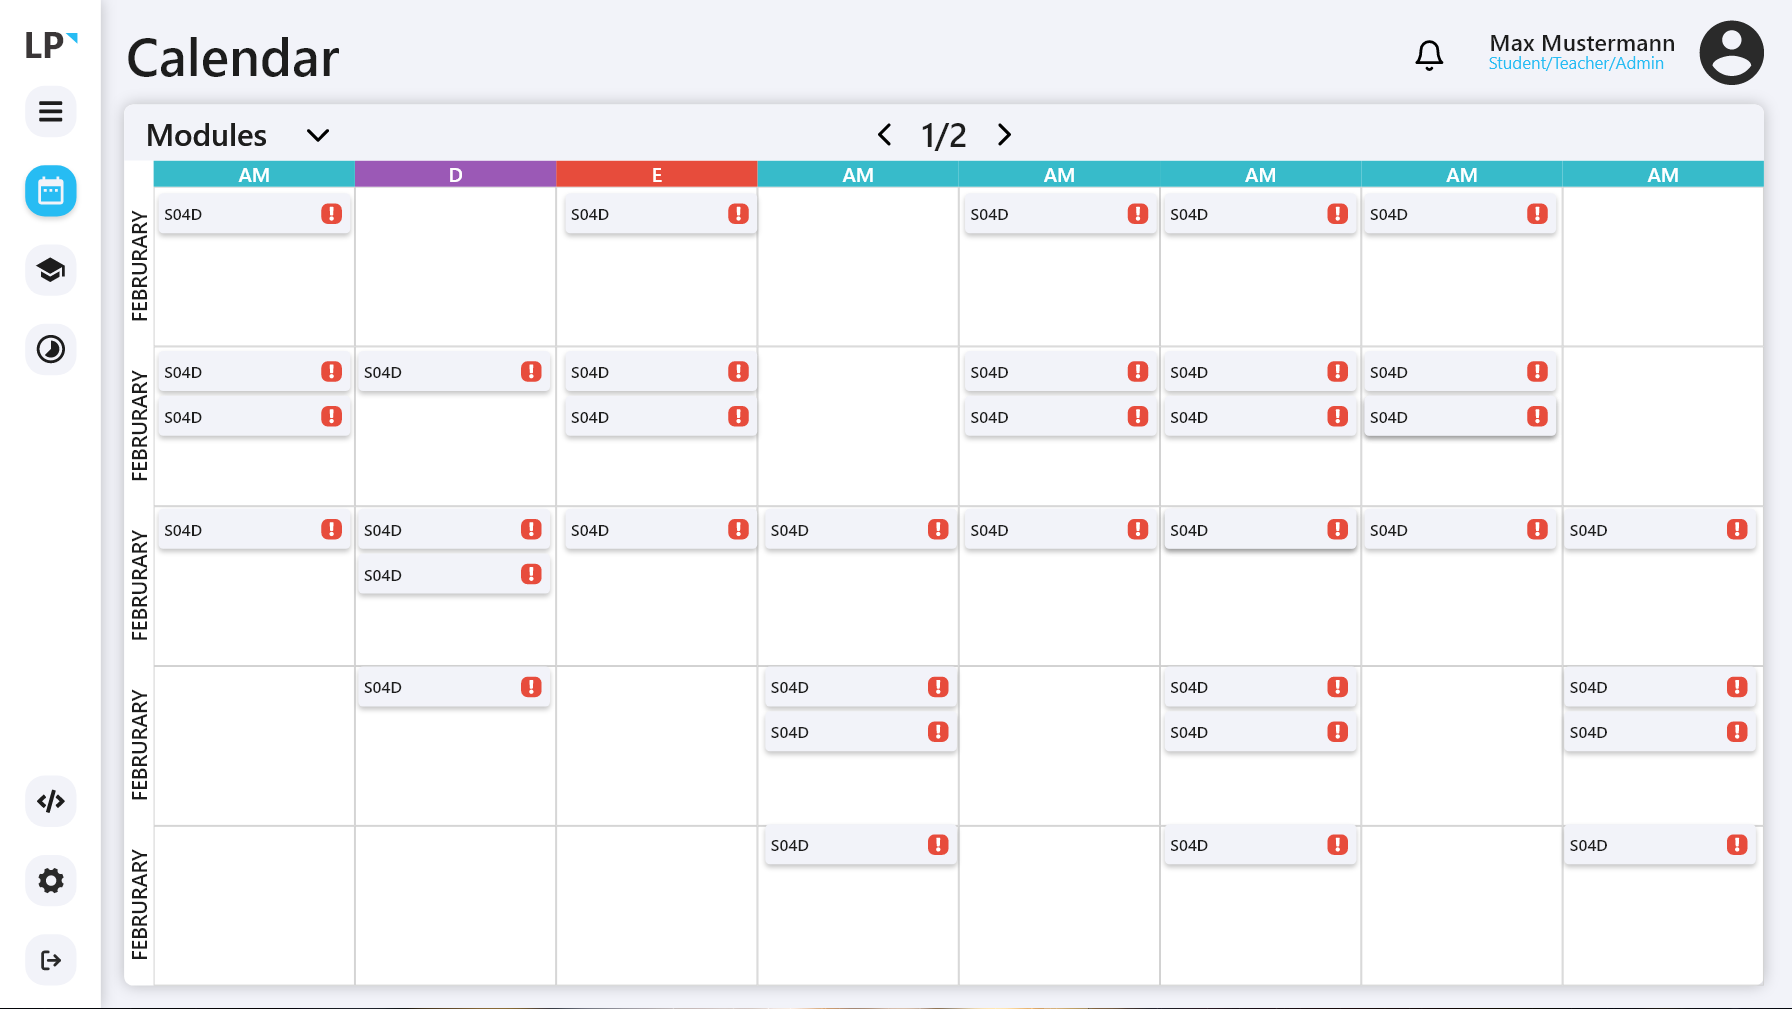 LP
Calendar
Max Mustermann
Student/Teacher/Admin
Modules
1/2
AM D E AM AM AM AM AM
FEBRURARY
S04D S04D S04D S04D S04D
FEBRURARY
S04D S04D S04D S04D S04D S04D
S04D S04D S04D S04D S04D
FEBRURARY
S04D S04D S04D S04D S04D S04D S04D S04D
S04D
FEBRURARY
S04D S04D S04D S04D
S04D S04D S04D
FEBRURARY
S04D S04D S04D